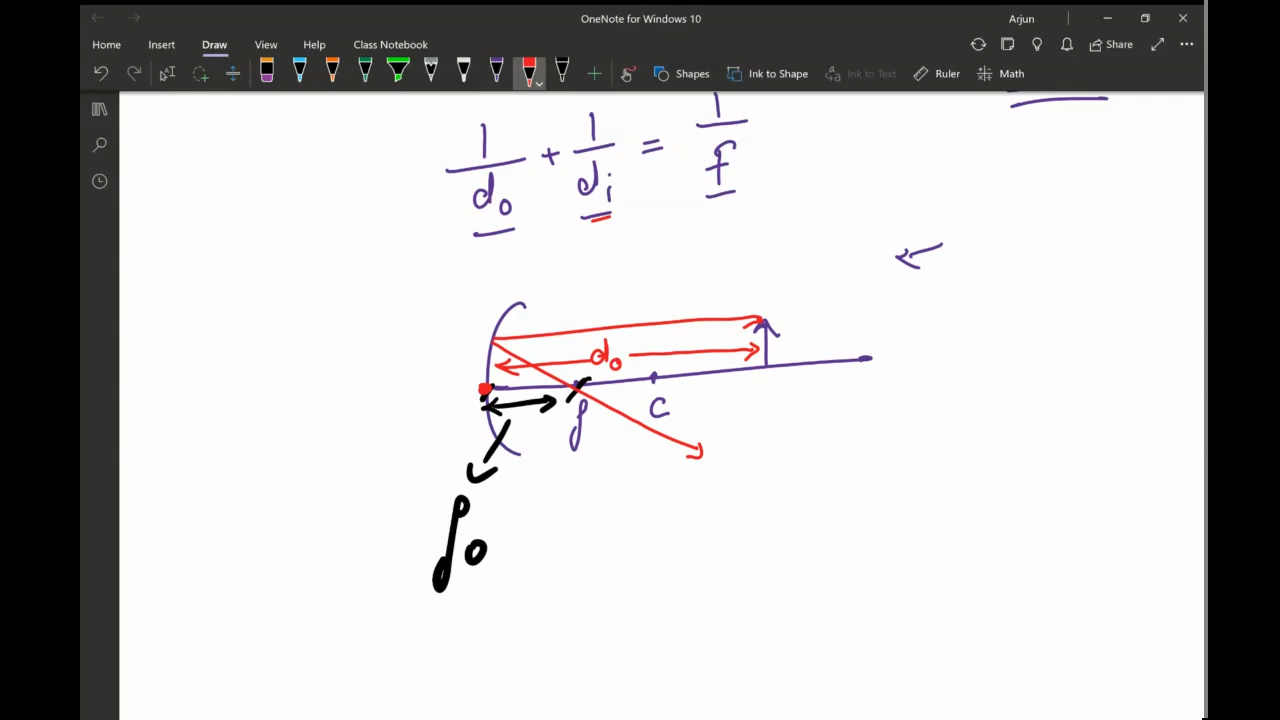 OneNote for Windows 10
Arjun
Home Insert Draw View Help Class Notebook
Share
Shapes Ink to Shape Ink to Text Ruler Math
1/d₀ + 1/dᵢ = 1/f
d₀
f C
f₀